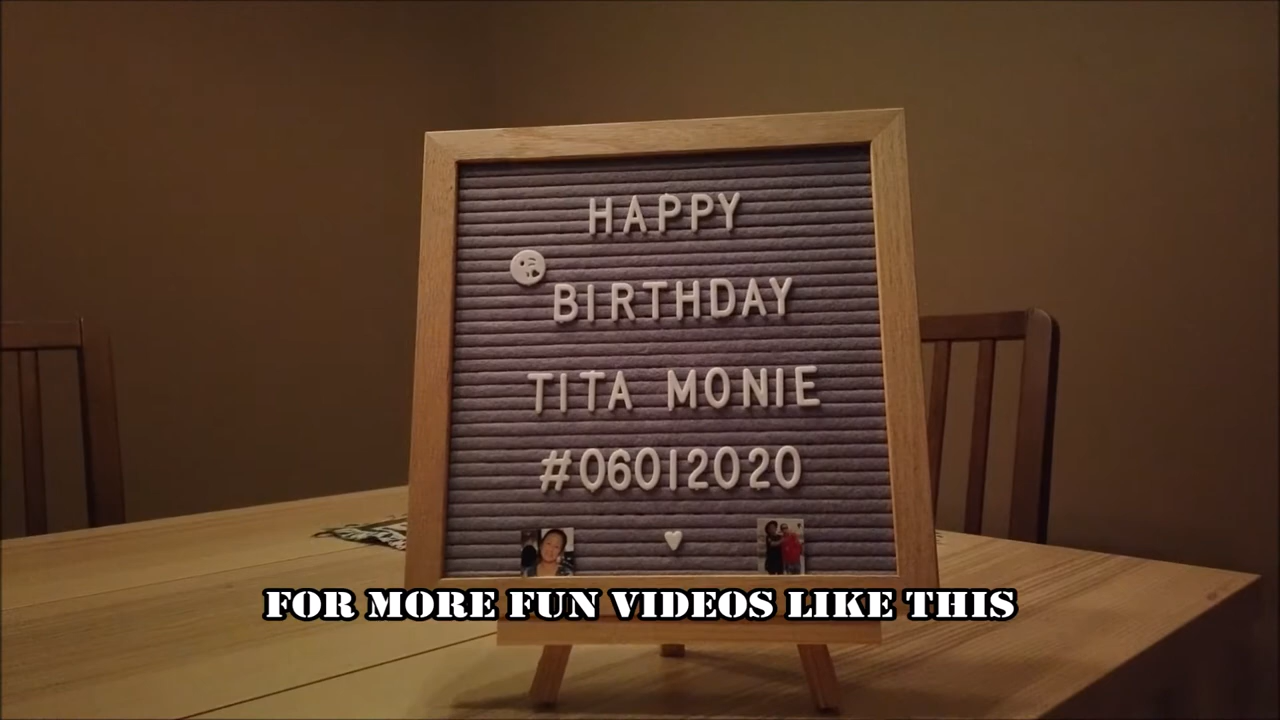 HAPPY
BIRTHDAY
TITA MONIE
#06012020
FOR MORE FUN VIDEOS LIKE THIS